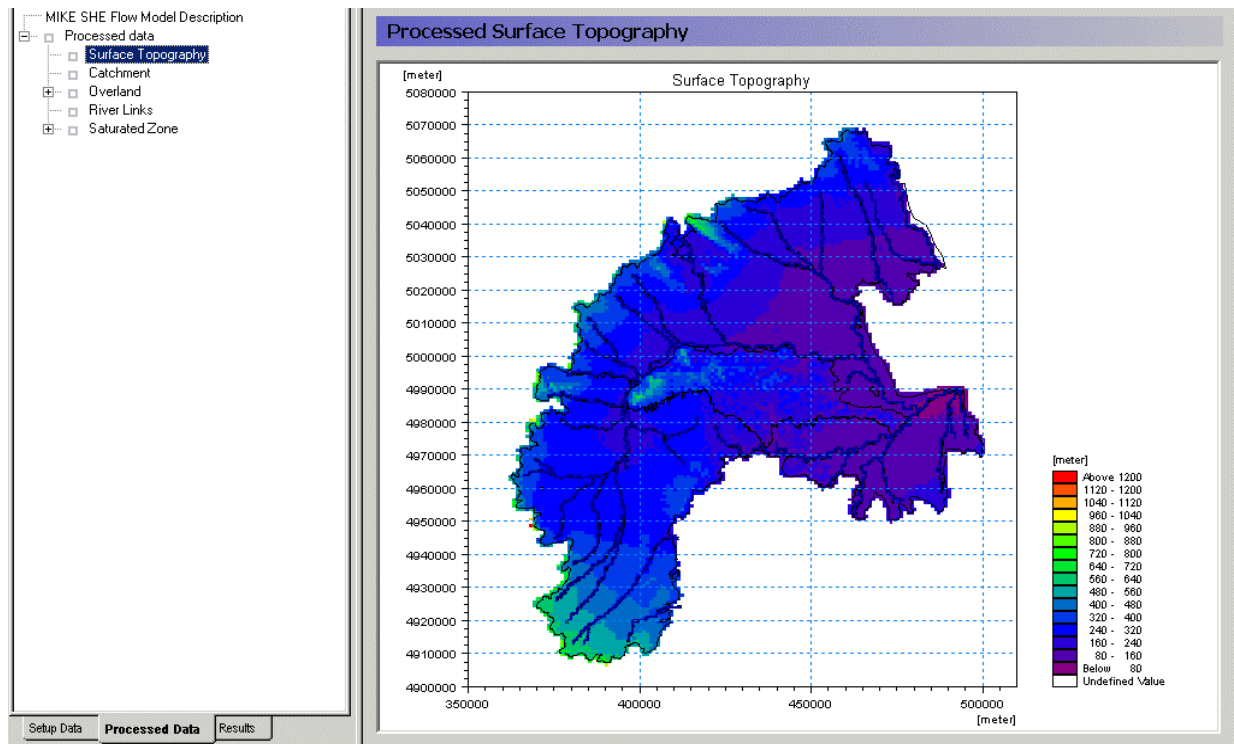 MIKE SHE Flow Model Description
Processed data
Surface Topography
Catchment
Overland
River Links
Saturated Zone
Setup Data Processed Data Results
Processed Surface Topography
[meter]
Surface Topography
5080000
5070000
5060000
5050000
5040000
5030000
5020000
5010000
5000000
4990000
4980000
4970000
4960000
4950000
4940000
4930000
4920000
4910000
4900000
350000 400000 450000 500000
[meter]
[meter]
Above 1200
1120 - 1200
1040 - 1120
960 - 1040
880 - 960
800 - 880
720 - 800
640 - 720
560 - 640
480 - 560
400 - 480
320 - 400
240 - 320
160 - 240
80 - 160
Below 80
Undefined Value